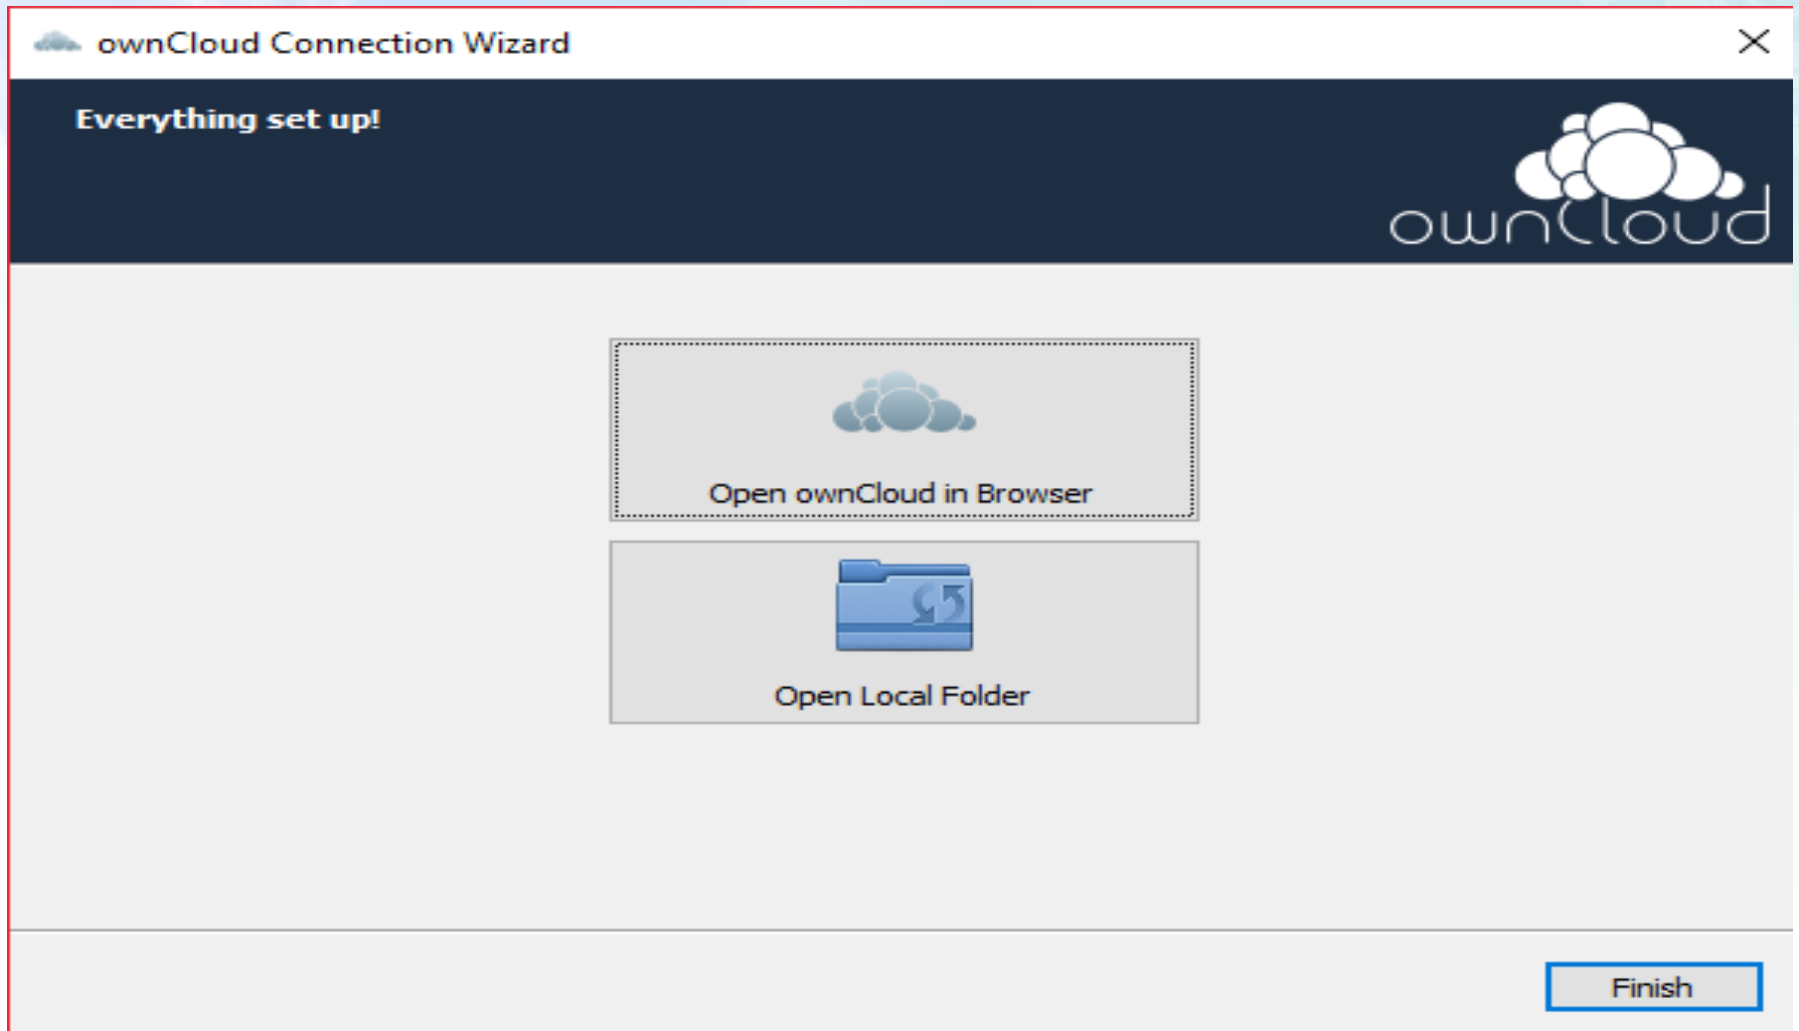 ownCloud Connection Wizard
Everything set up!
ownCloud
Open ownCloud in Browser
Open Local Folder
Finish